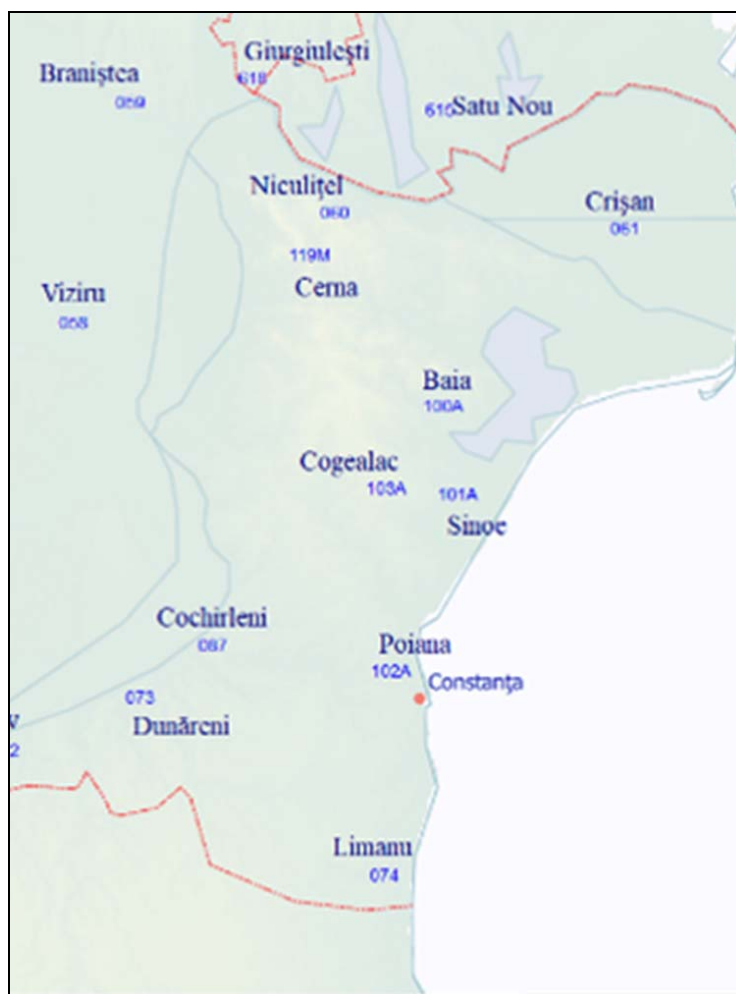 Giurgiulești
618
Braniștea
059
Satu Nou
Niculițel
060
Crișan
061
119M
Cerna
Viziru
058
Baia
100A
Cogealac
103A
101A
Sinoe
Cochirleni
087
Poiana
102A
Constanța
073
Dunăreni
2
Limanu
074